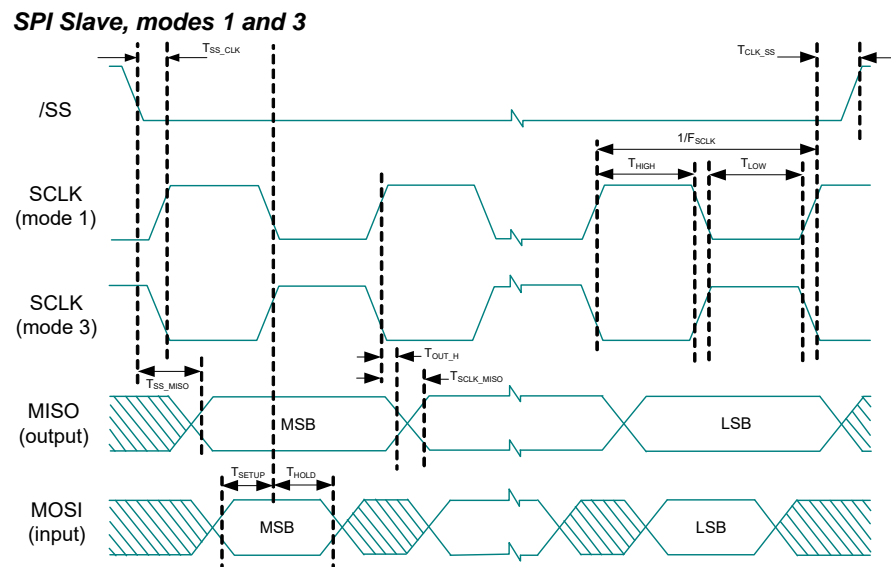 SPI Slave, modes 1 and 3
TSS_CLK
TCLK_SS
/SS
1/FSCLK
THIGH
TLOW
SCLK
(mode 1)
SCLK
(mode 3)
TOUT_H
TSS_MISO
TSCLK_MISO
MISO
(output)
MSB
LSB
TSETUP
THOLD
MOSI
(input)
MSB
LSB